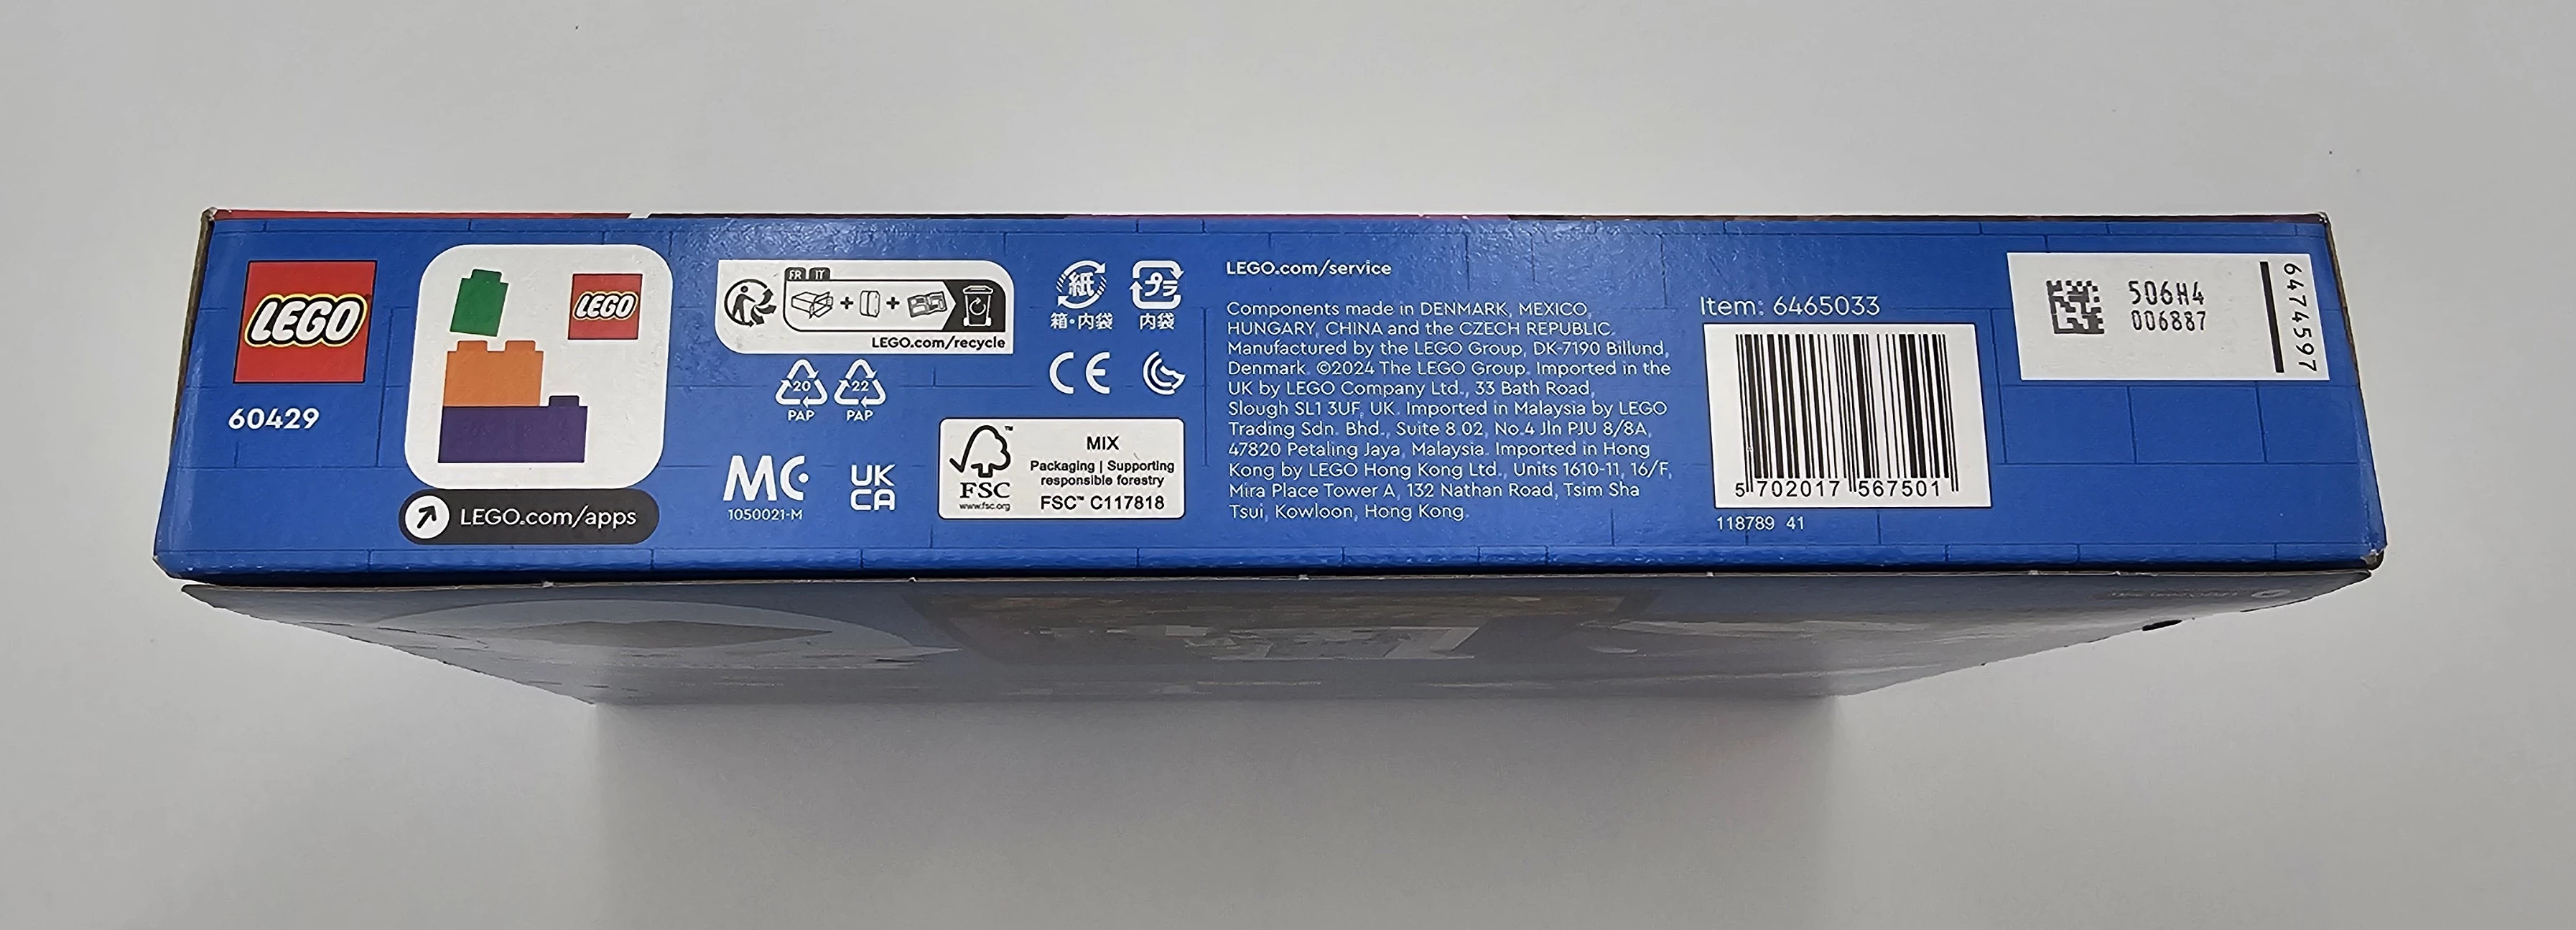 LEGO
60429
LEGO
LEGO.com/apps
FR IT
LEGO.com/recycle
20
PAP
22
PAP
MC
1050021-M
UK
CA
紙
箱・内袋
プラ
内袋
CE
FSC
www.fsc.org
MIX
Packaging | Supporting
responsible forestry
FSC™ C117818
LEGO.com/service
Components made in DENMARK, MEXICO,
HUNGARY, CHINA and the CZECH REPUBLIC.
Manufactured by the LEGO Group, DK-7190 Billund,
Denmark. ©2024 The LEGO Group. Imported in the
UK by LEGO Company Ltd., 33 Bath Road,
Slough SL1 3UF, UK. Imported in Malaysia by LEGO
Trading Sdn. Bhd., Suite 8.02, No.4 Jln PJU 8/8A,
47820 Petaling Jaya, Malaysia. Imported in Hong
Kong by LEGO Hong Kong Ltd., Units 1610-11, 16/F,
Mira Place Tower A, 132 Nathan Road, Tsim Sha
Tsui, Kowloon, Hong Kong.
Item: 6465033
5 702017 567501
118789 41
506H4
006887
6474597